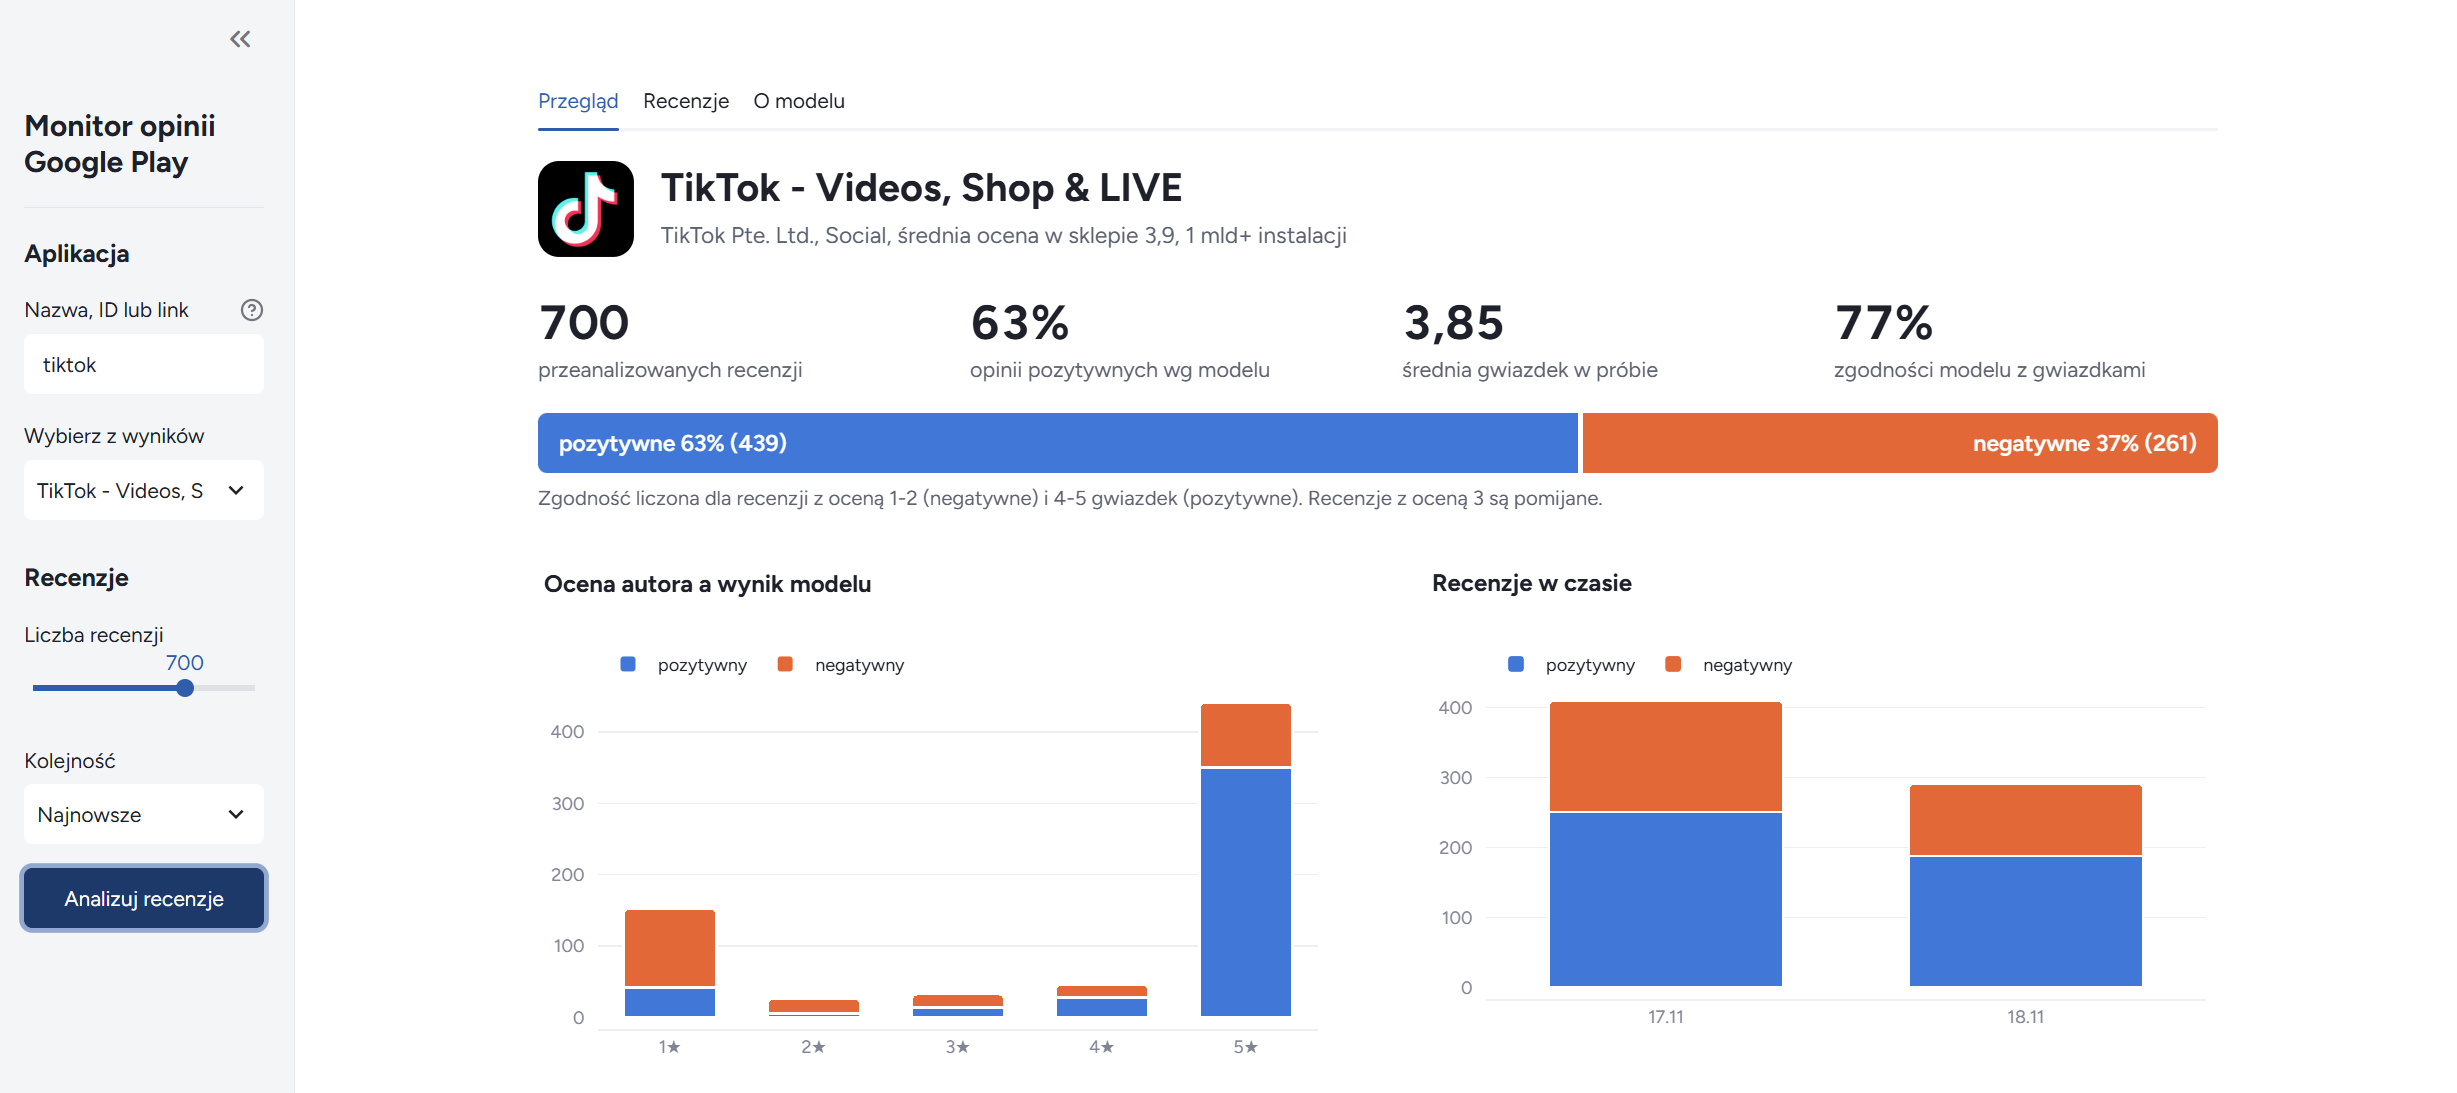 Monitor opinii
Google Play
Aplikacja
Nazwa, ID lub link
tiktok
Wybierz z wyników
TikTok - Videos, S
Recenzje
Liczba recenzji
700
Kolejność
Najnowsze
Analizuj recenzje
Przegląd Recenzje O modelu
TikTok - Videos, Shop & LIVE
TikTok Pte. Ltd., Social, średnia ocena w sklepie 3,9, 1 mld+ instalacji
700 63% 3,85 77%
przeanalizowanych recenzji opinii pozytywnych wg modelu średnia gwiazdek w próbie zgodności modelu z gwiazdkami
pozytywne 63% (439) negatywne 37% (261)
Zgodność liczona dla recenzji z oceną 1-2 (negatywne) i 4-5 gwiazdek (pozytywne). Recenzje z oceną 3 są pomijane.
Ocena autora a wynik modelu
pozytywny negatywny
400
300
200
100
0
1★ 2★ 3★ 4★ 5★
Recenzje w czasie
pozytywny negatywny
400
300
200
100
0
17.11 18.11